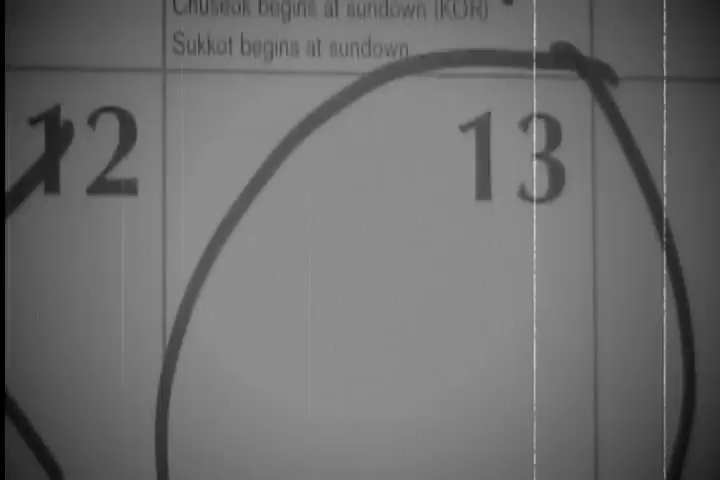 Chuseok begins at sundown (KOR)
Sukkot begins at sundown
12
13